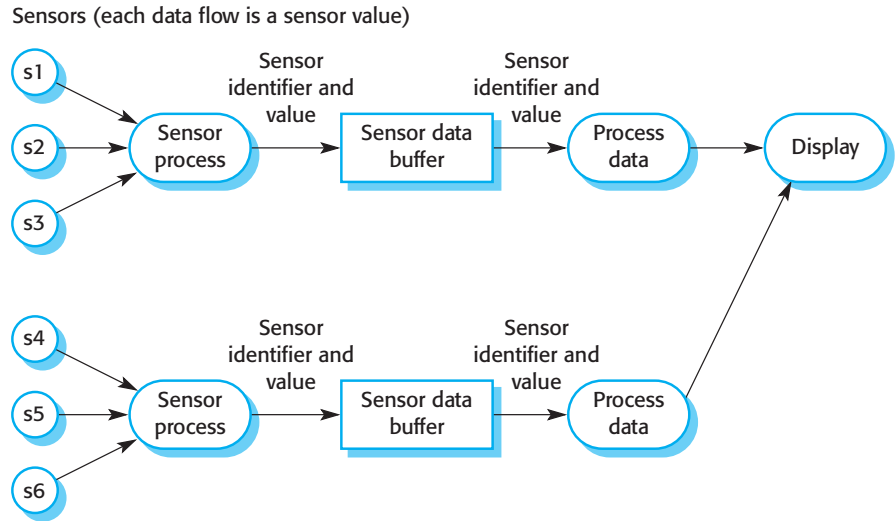 Sensors (each data flow is a sensor value)
s1
s2
s3
Sensor
process
Sensor
identifier and
value
Sensor data
buffer
Sensor
identifier and
value
Process
data
Display
s4
s5
s6
Sensor
process
Sensor
identifier and
value
Sensor data
buffer
Sensor
identifier and
value
Process
data